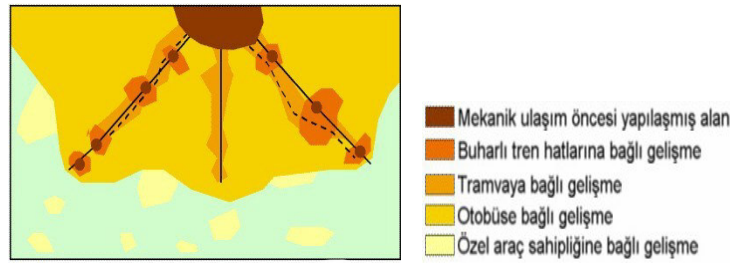 Mekanik ulaşım öncesi yapılaşmış alan
Buharlı tren hatlarına bağlı gelişme
Tramvaya bağlı gelişme
Otobüse bağlı gelişme
Özel araç sahipliğine bağlı gelişme